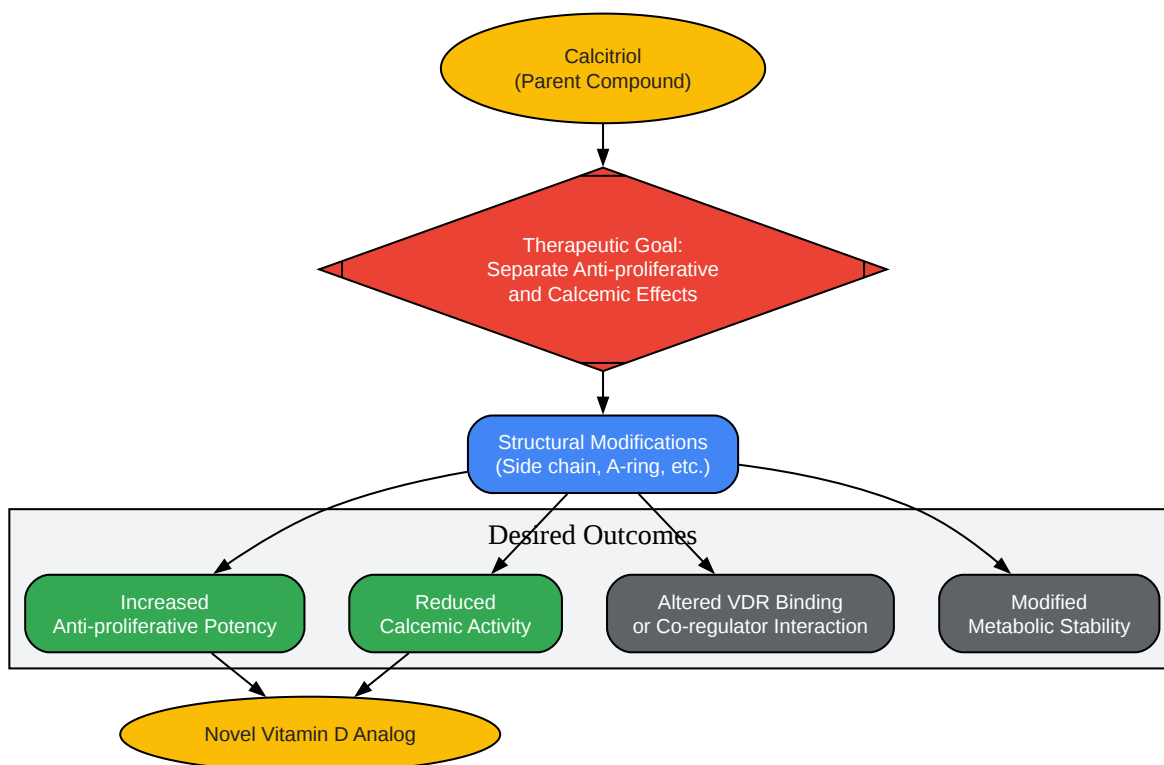 Calcitriol
(Parent Compound)
Therapeutic Goal:
Separate Anti-proliferative
and Calcemic Effects
Structural Modifications
(Side chain, A-ring, etc.)
Desired Outcomes
Increased
Anti-proliferative Potency
Reduced
Calcemic Activity
Altered VDR Binding
or Co-regulator Interaction
Modified
Metabolic Stability
Novel Vitamin D Analog